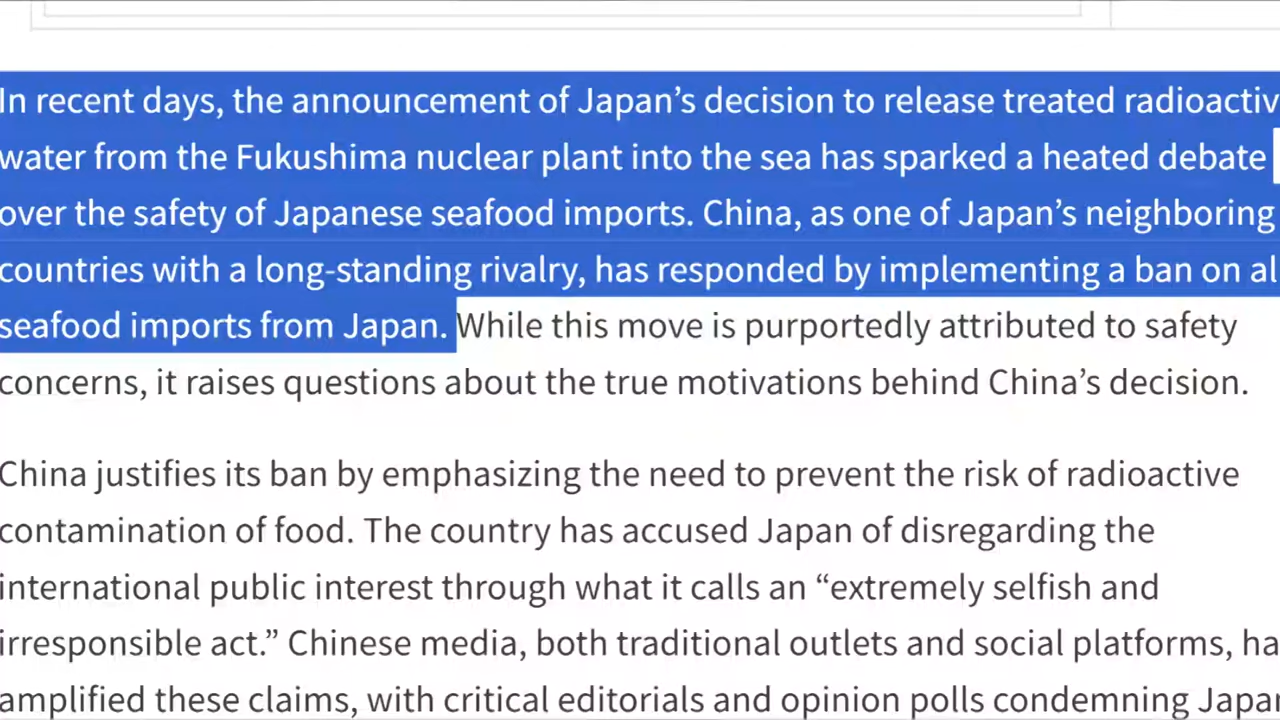 In recent days, the announcement of Japan’s decision to release treated radioactiv
water from the Fukushima nuclear plant into the sea has sparked a heated debate
over the safety of Japanese seafood imports. China, as one of Japan’s neighboring
countries with a long-standing rivalry, has responded by implementing a ban on al
seafood imports from Japan. While this move is purportedly attributed to safety
concerns, it raises questions about the true motivations behind China’s decision.
China justifies its ban by emphasizing the need to prevent the risk of radioactive
contamination of food. The country has accused Japan of disregarding the
international public interest through what it calls an “extremely selfish and
irresponsible act.” Chinese media, both traditional outlets and social platforms, ha
amplified these claims, with critical editorials and opinion polls condemning Japan